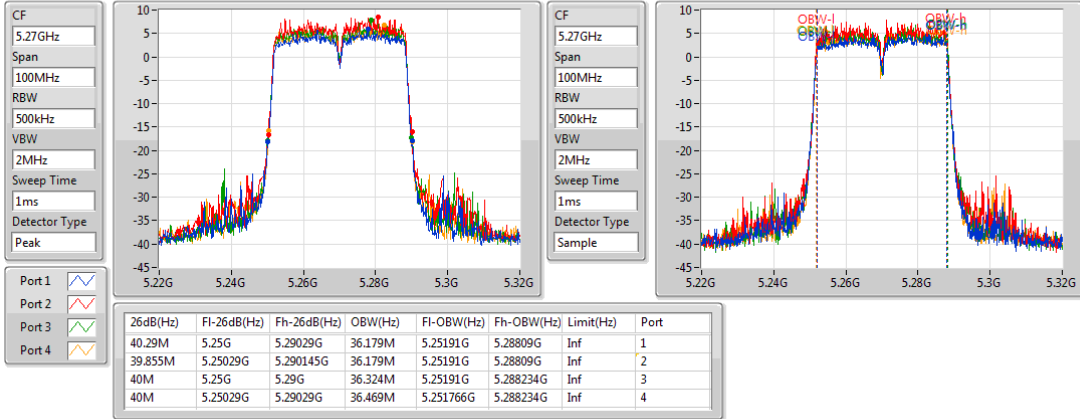 CF
5.27GHz
Span
100MHz
RBW
500kHz
VBW
2MHz
Sweep Time
1ms
Detector Type
Peak
10
5
0
-5
-10
-15
-20
-25
-30
-35
-40
-45
5.22G 5.24G 5.26G 5.28G 5.3G 5.32G
CF
5.27GHz
Span
100MHz
RBW
500kHz
VBW
2MHz
Sweep Time
1ms
Detector Type
Sample
10
5
0
-5
-10
-15
-20
-25
-30
-35
-40
-45
OBW-l OBW-h
5.22G 5.24G 5.26G 5.28G 5.3G 5.32G
Port 1
Port 2
Port 3
Port 4
26dB(Hz) Fl-26dB(Hz) Fh-26dB(Hz) OBW(Hz) Fl-OBW(Hz) Fh-OBW(Hz) Limit(Hz) Port
40.29M 5.25G 5.29029G 36.179M 5.25191G 5.28809G Inf 1
39.855M 5.25029G 5.290145G 36.179M 5.25191G 5.28809G Inf 2
40M 5.25G 5.29G 36.324M 5.25191G 5.288234G Inf 3
40M 5.25029G 5.29029G 36.469M 5.251766G 5.288234G Inf 4